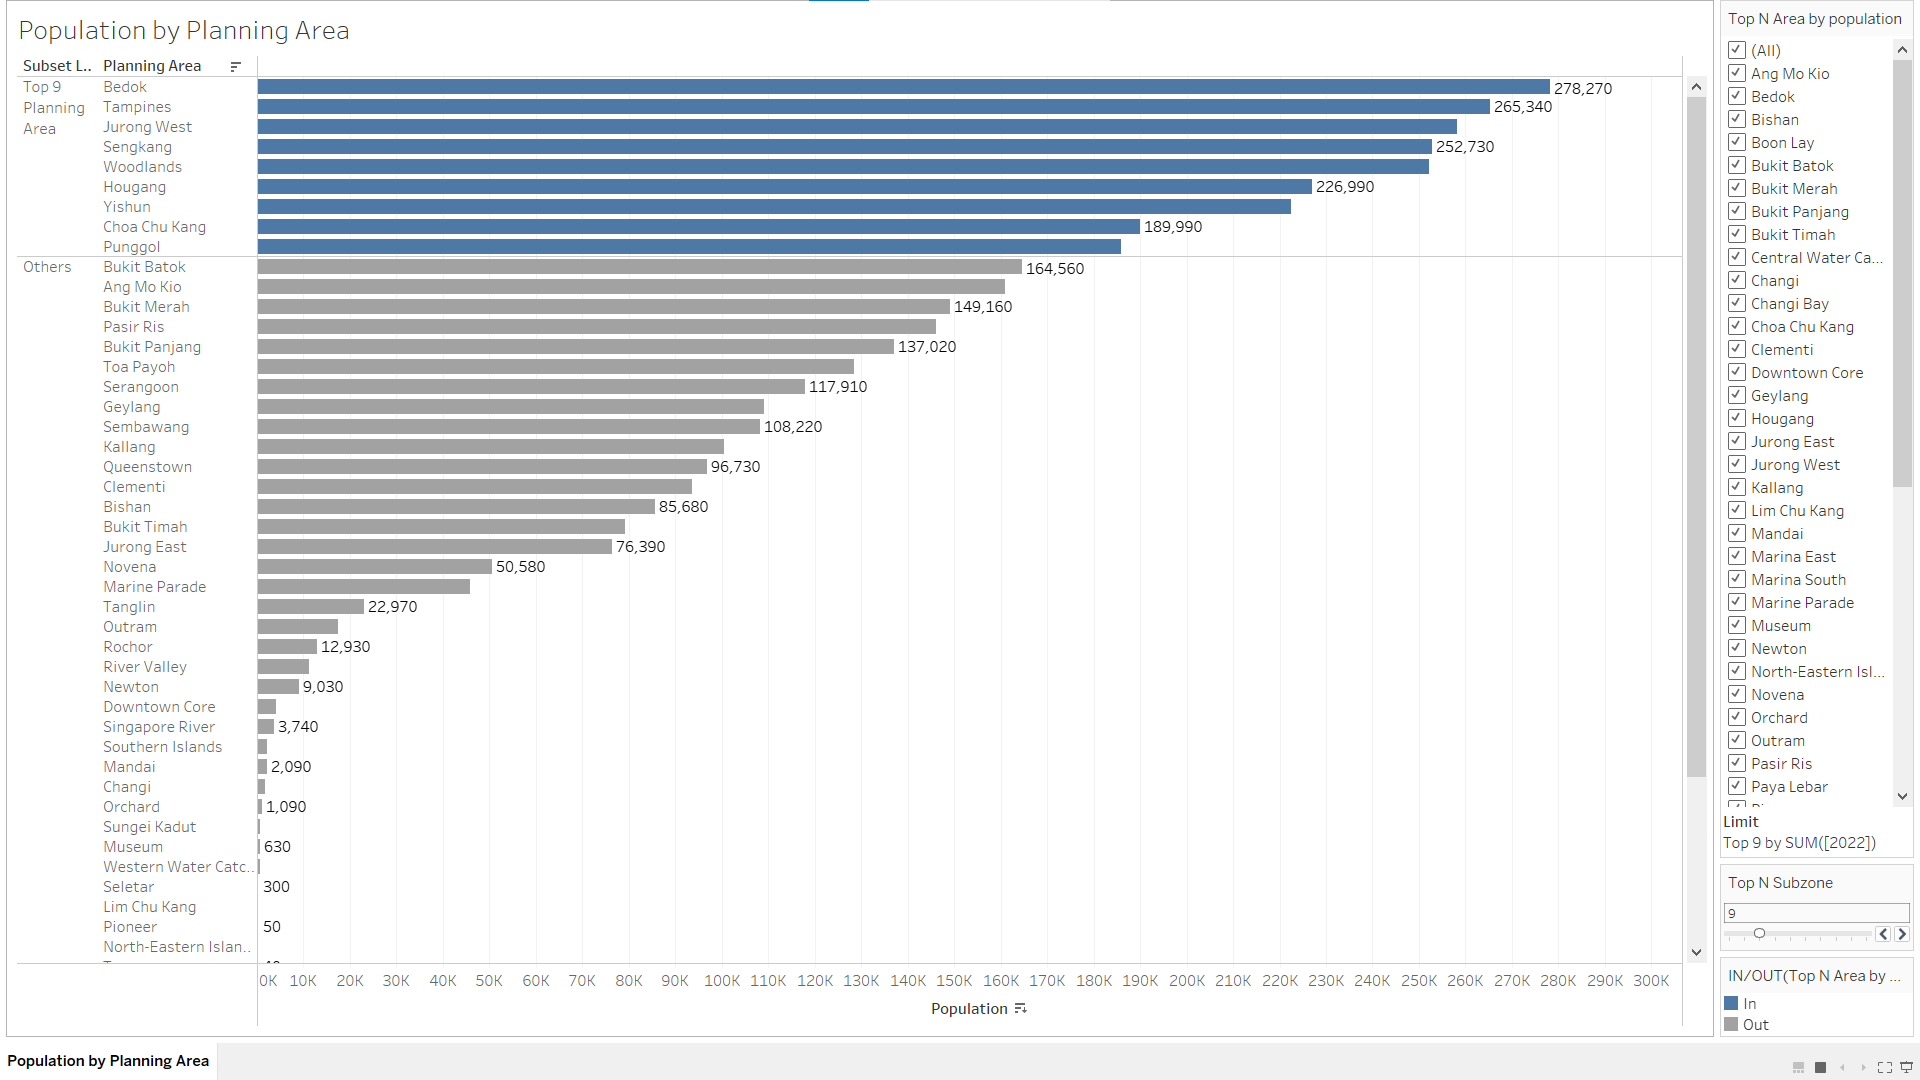 Population by Planning Area
Subset L.. Planning Area
Top 9 Planning Area
Bedok 278,270
Tampines 265,340
Jurong West
Sengkang 252,730
Woodlands
Hougang 226,990
Yishun
Choa Chu Kang 189,990
Punggol
Others
Bukit Batok 164,560
Ang Mo Kio
Bukit Merah 149,160
Pasir Ris
Bukit Panjang 137,020
Toa Payoh
Serangoon 117,910
Geylang
Sembawang 108,220
Kallang
Queenstown 96,730
Clementi
Bishan 85,680
Bukit Timah
Jurong East 76,390
Novena 50,580
Marine Parade
Tanglin 22,970
Outram
Rochor 12,930
River Valley
Newton 9,030
Downtown Core
Singapore River 3,740
Southern Islands
Mandai 2,090
Changi
Orchard 1,090
Sungei Kadut
Museum 630
Western Water Catc..
Seletar 300
Lim Chu Kang
Pioneer 50
North-Eastern Islan..
0K 10K 20K 30K 40K 50K 60K 70K 80K 90K 100K 110K 120K 130K 140K 150K 160K 170K 180K 190K 200K 210K 220K 230K 240K 250K 260K 270K 280K 290K 300K
Population
Top N Area by population
(All)
Ang Mo Kio
Bedok
Bishan
Boon Lay
Bukit Batok
Bukit Merah
Bukit Panjang
Bukit Timah
Central Water Ca...
Changi
Changi Bay
Choa Chu Kang
Clementi
Downtown Core
Geylang
Hougang
Jurong East
Jurong West
Kallang
Lim Chu Kang
Mandai
Marina East
Marina South
Marine Parade
Museum
Newton
North-Eastern Isl...
Novena
Orchard
Outram
Pasir Ris
Paya Lebar
Limit
Top 9 by SUM([2022])
Top N Subzone
9
IN/OUT(Top N Area by ...
In
Out
Population by Planning Area